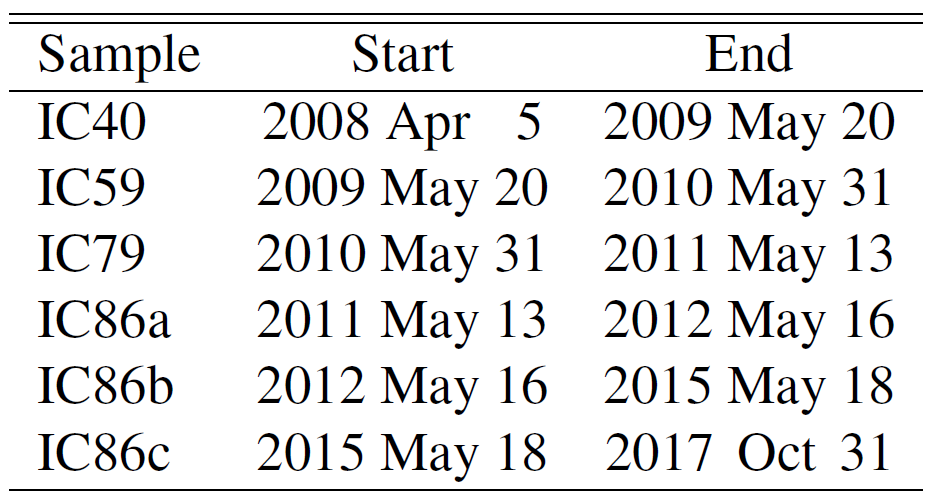 Sample Start End
IC40 2008 Apr 5 2009 May 20
IC59 2009 May 20 2010 May 31
IC79 2010 May 31 2011 May 13
IC86a 2011 May 13 2012 May 16
IC86b 2012 May 16 2015 May 18
IC86c 2015 May 18 2017 Oct 31